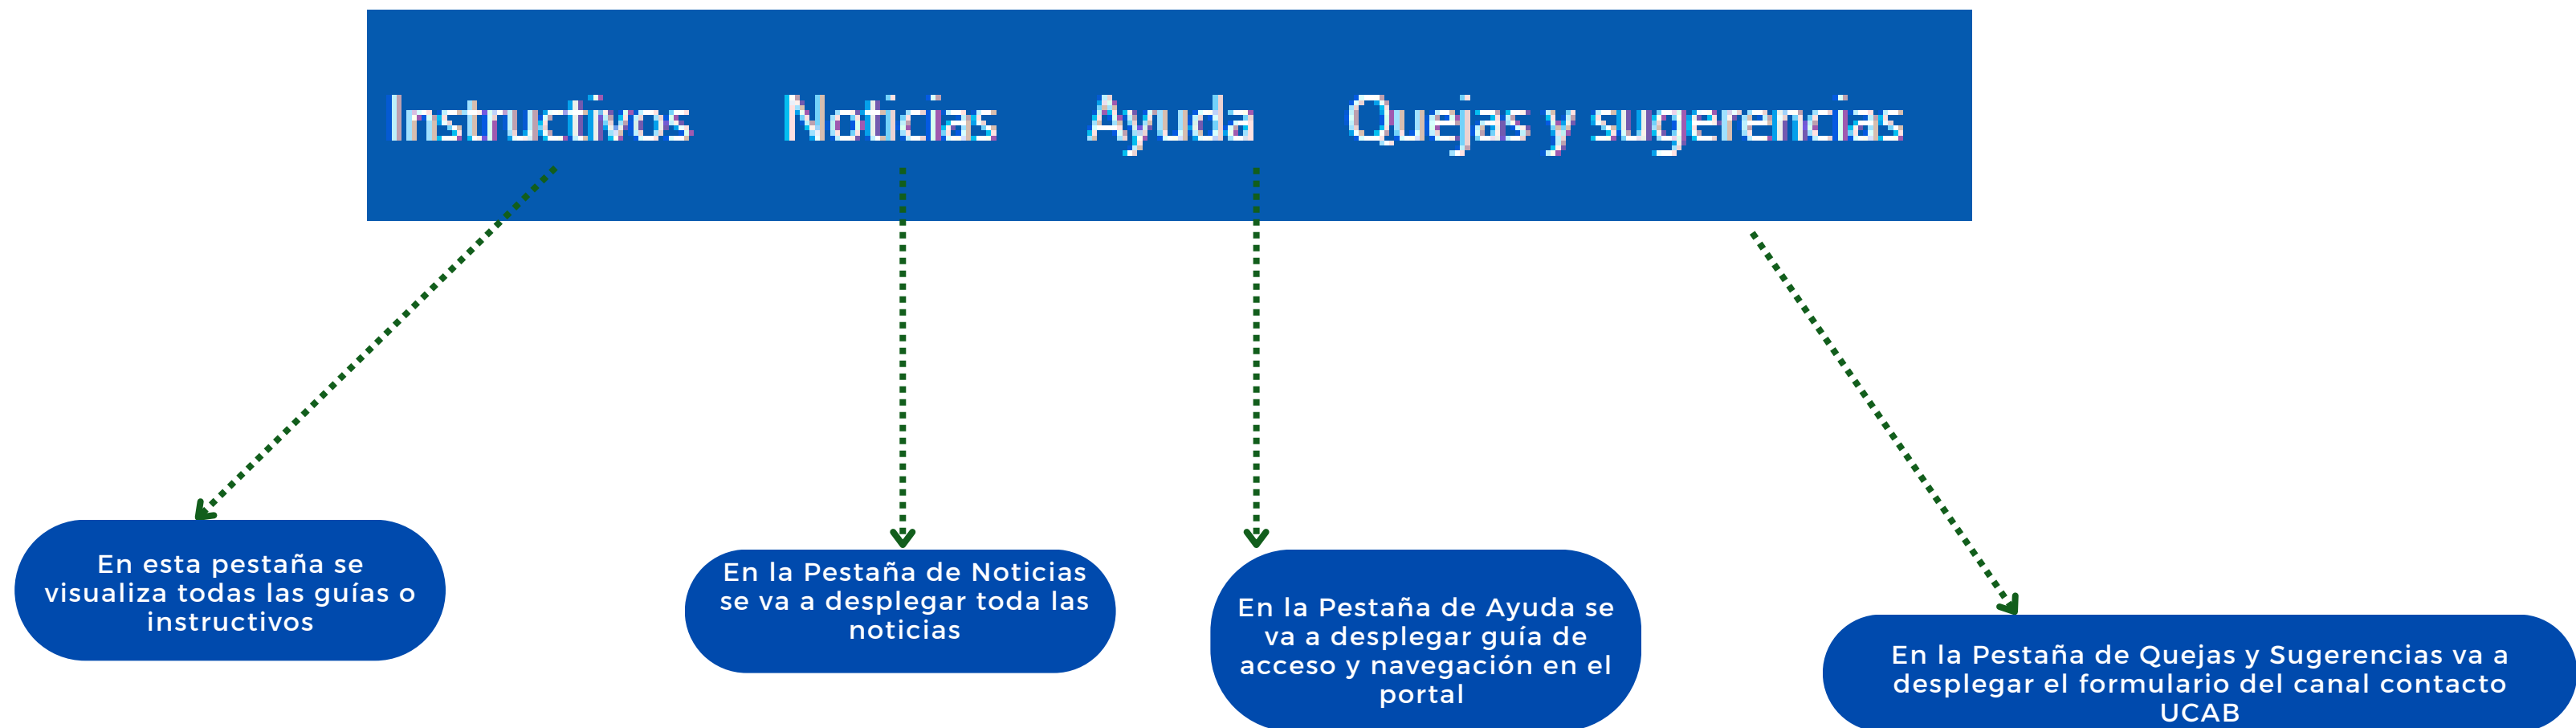 Instructivos Noticias Ayuda Quejas y sugerencias
En esta pestaña se
visualiza todas las guías o
instructivos
En la Pestaña de Noticias
se va a desplegar toda las
noticias
En la Pestaña de Ayuda se
va a desplegar guía de
acceso y navegación en el
portal
En la Pestaña de Quejas y Sugerencias va a
desplegar el formulario del canal contacto
UCAB